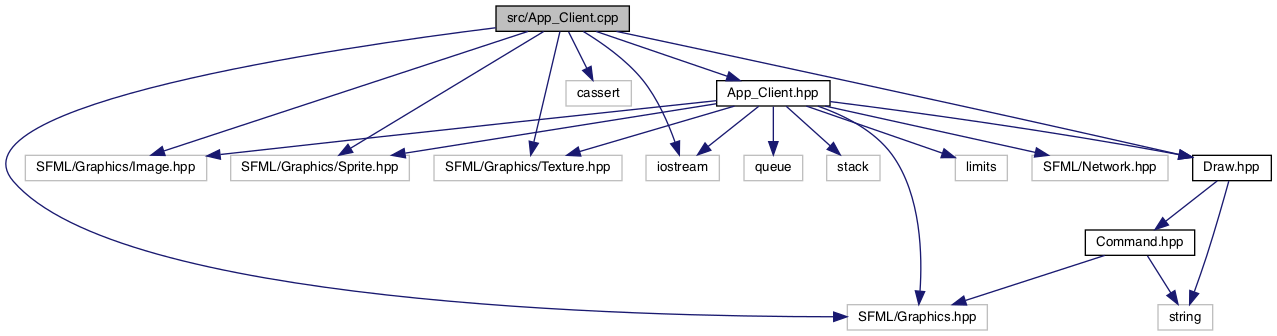 src/App_Client.cpp
cassert
App_Client.hpp
SFML/Graphics/Image.hpp
SFML/Graphics/Sprite.hpp
SFML/Graphics/Texture.hpp
iostream
queue
stack
limits
SFML/Network.hpp
Draw.hpp
Command.hpp
SFML/Graphics.hpp
string